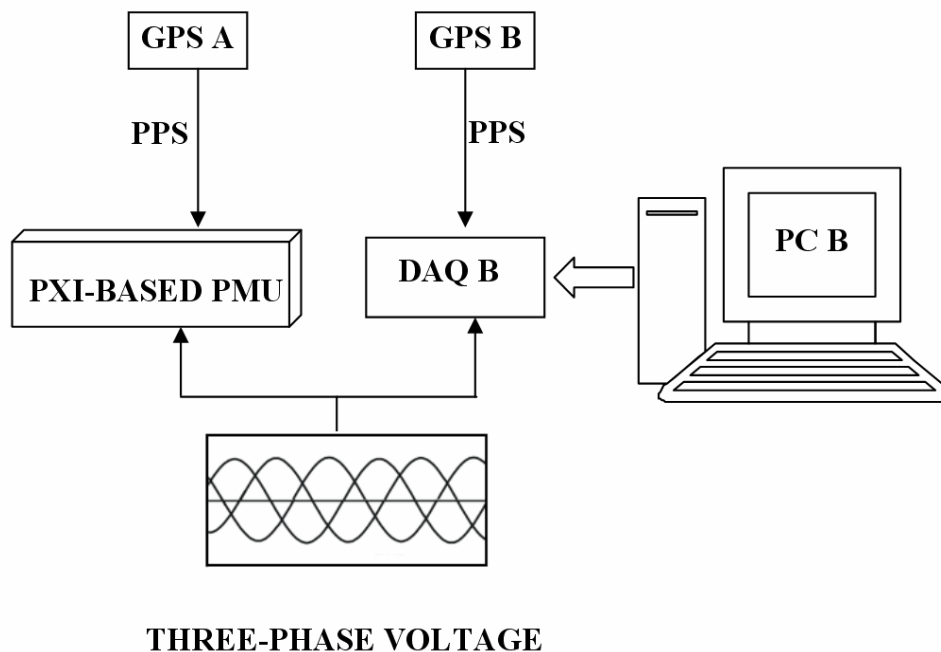 GPS A
GPS B
PPS
PPS
PXI-BASED PMU
DAQ B
PC B
THREE-PHASE VOLTAGE